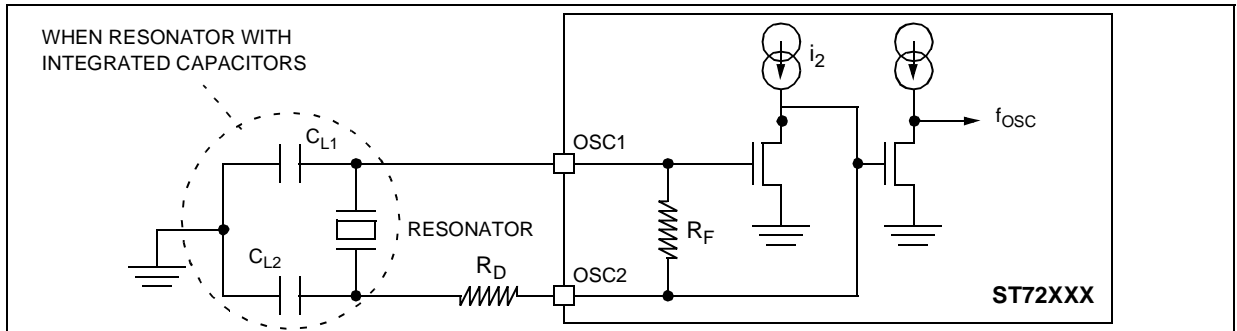 WHEN RESONATOR WITH
INTEGRATED CAPACITORS
i2
fOSC
CL1
OSC1
RESONATOR
RF
CL2
RD
OSC2
ST72XXX